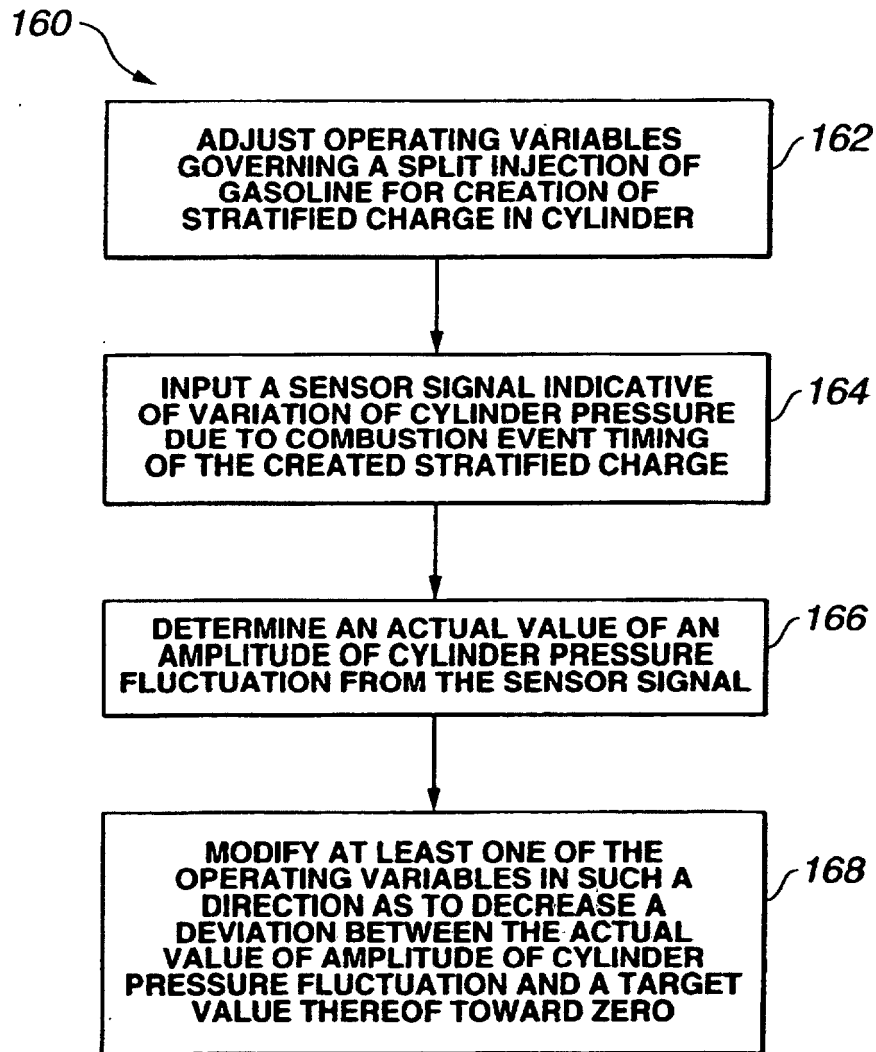 160
ADJUST OPERATING VARIABLES
GOVERNING A SPLIT INJECTION OF
GASOLINE FOR CREATION OF
STRATIFIED CHARGE IN CYLINDER
162
INPUT A SENSOR SIGNAL INDICATIVE
OF VARIATION OF CYLINDER PRESSURE
DUE TO COMBUSTION EVENT TIMING
OF THE CREATED STRATIFIED CHARGE
164
DETERMINE AN ACTUAL VALUE OF AN
AMPLITUDE OF CYLINDER PRESSURE
FLUCTUATION FROM THE SENSOR SIGNAL
166
MODIFY AT LEAST ONE OF THE
OPERATING VARIABLES IN SUCH A
DIRECTION AS TO DECREASE A
DEVIATION BETWEEN THE ACTUAL
VALUE OF AMPLITUDE OF CYLINDER
PRESSURE FLUCTUATION AND A TARGET
VALUE THEREOF TOWARD ZERO
168